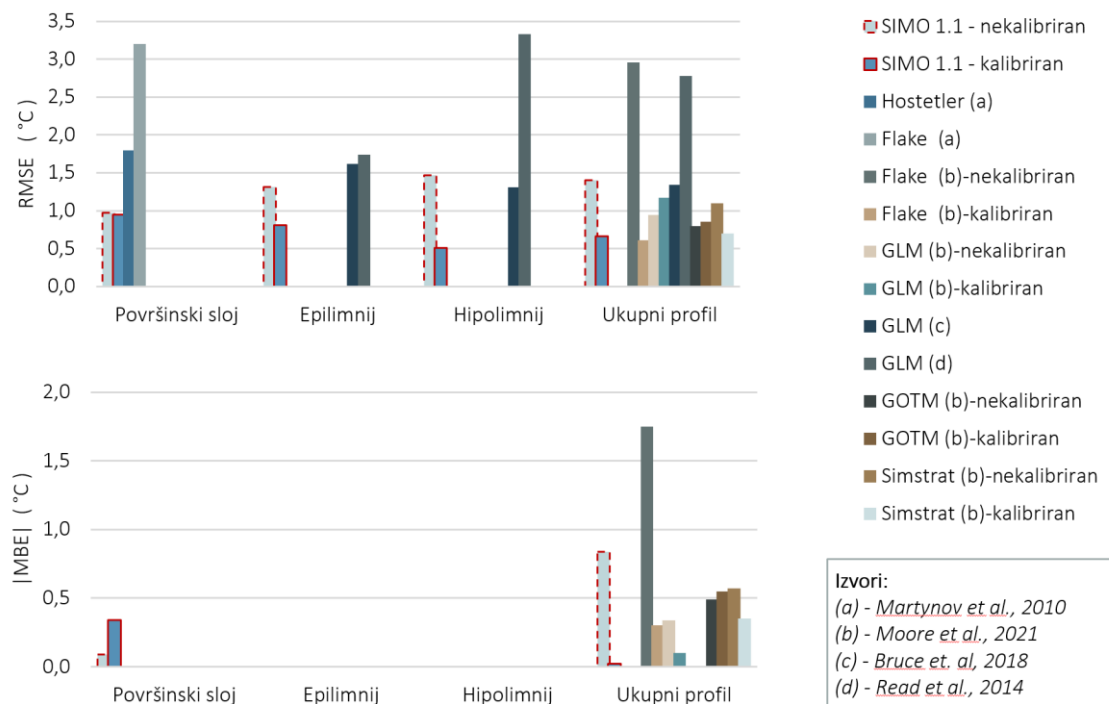 3,5
3,0
2,5
2,0
1,5
1,0
0,5
0,0
RMSE (°C)
Površinski sloj
Epilimnij
Hipolimnij
Ukupni profil
2,0
1,5
1,0
0,5
0,0
|MBE| (°C)
Površinski sloj
Epilimnij
Hipolimnij
Ukupni profil
SIMO 1.1 - nekalibriran
SIMO 1.1 - kalibriran
Hostetler (a)
Flake (a)
Flake (b)-nekalibriran
Flake (b)-kalibriran
GLM (b)-nekalibriran
GLM (b)-kalibriran
GLM (c)
GLM (d)
GOTM (b)-nekalibriran
GOTM (b)-kalibriran
Simstrat (b)-nekalibriran
Simstrat (b)-kalibriran
Izvori:
(a) - Martynov et al., 2010
(b) - Moore et al., 2021
(c) - Bruce et. al, 2018
(d) - Read et al., 2014